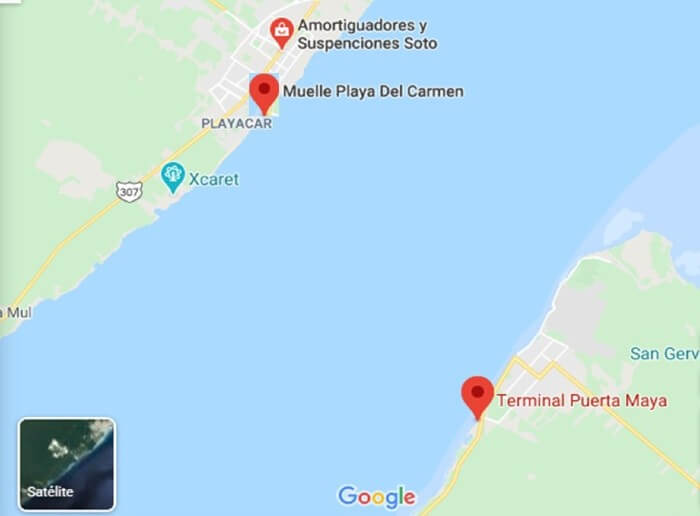 Amortiguadores y
Suspenciones Soto
Muelle Playa Del Carmen
PLAYACAR
Xcaret
307
a Mul
San Gerv
Terminal Puerta Maya
Satélite
Google